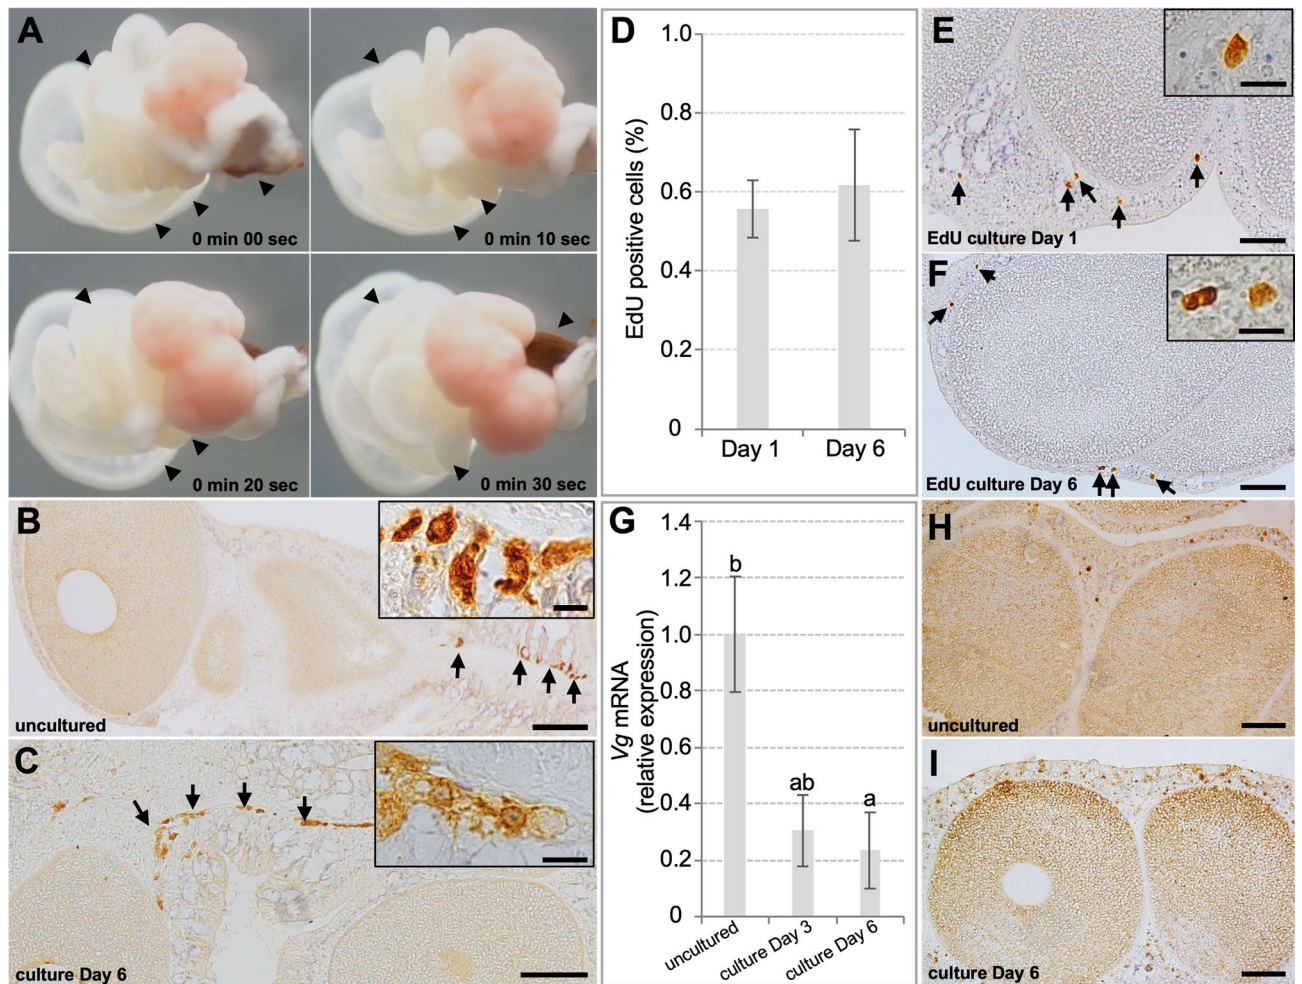 A
0 min 00 sec
0 min 10 sec
0 min 20 sec
0 min 30 sec
B
uncultured
C
culture Day 6
D
EdU positive cells (%)
1.0
0.8
0.6
0.4
0.2
0
Day 1
Day 6
E
EdU culture Day 1
F
EdU culture Day 6
G
Vg mRNA
(relative expression)
1.4
1.2
1.0
0.8
0.6
0.4
0.2
0
b
ab
a
uncultured
culture Day 3
culture Day 6
H
uncultured
I
culture Day 6